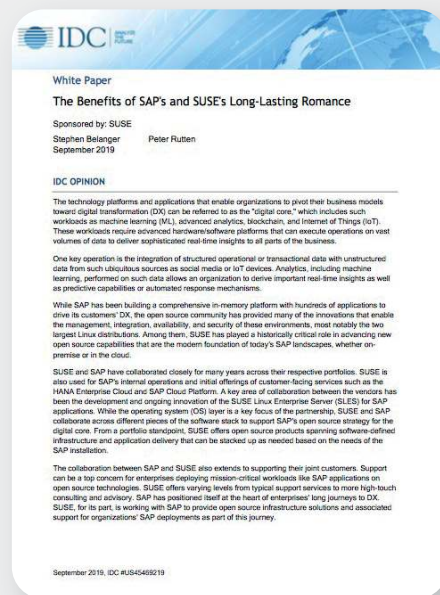 IDC
ANALYZE THE FUTURE
White Paper
The Benefits of SAP's and SUSE's Long-Lasting Romance
Sponsored by: SUSE
Stephen Belanger Peter Rutten
September 2019
IDC OPINION
The technology platforms and applications that enable organizations to pivot their business models
toward digital transformation (DX) can be referred to as the "digital core," which includes such
workloads as machine learning (ML), advanced analytics, blockchain, and Internet of Things (IoT).
These workloads require advanced hardware/software platforms that can execute operations on vast
volumes of data to deliver sophisticated real-time insights to all parts of the business.
One key operation is the integration of structured operational or transactional data with unstructured
data from such ubiquitous sources as social media or IoT devices. Analytics, including machine
learning, performed on such data allows an organization to derive important real-time insights as well
as predictive capabilities or automated response mechanisms.
While SAP has been building a comprehensive in-memory platform with hundreds of applications to
drive its customers' DX, the open source community has provided many of the innovations that enable
the management, integration, availability, and security of these environments, most notably the two
largest Linux distributions. Among them, SUSE has played a historically critical role in advancing new
open source capabilities that are the modern foundation of today's SAP landscapes, whether on-
premise or in the cloud.
SUSE and SAP have collaborated closely for many years across their respective portfolios. SUSE is
also used for SAP's internal operations and initial offerings of customer-facing services such as the
HANA Enterprise Cloud and SAP Cloud Platform. A key area of collaboration between the vendors has
been the development and ongoing innovation of the SUSE Linux Enterprise Server (SLES) for SAP
applications. While the operating system (OS) layer is a key focus of the partnership, SUSE and SAP
collaborate across different pieces of the software stack to support SAP's open source strategy for the
digital core. From a portfolio standpoint, SUSE offers open source products spanning software-defined
infrastructure and application delivery that can be stacked up as needed based on the needs of the
SAP installation.
The collaboration between SAP and SUSE also extends to supporting their joint customers. Support
can be a top concern for enterprises deploying mission-critical workloads like SAP applications on
open source technologies. SUSE offers varying levels from typical support services to more high-touch
consulting and advisory. SAP has positioned itself at the heart of enterprises' long journeys to DX.
SUSE, for its part, is working with SAP to provide open source infrastructure solutions and associated
support for organizations' SAP deployments as part of this journey.
September 2019, IDC #US45469219